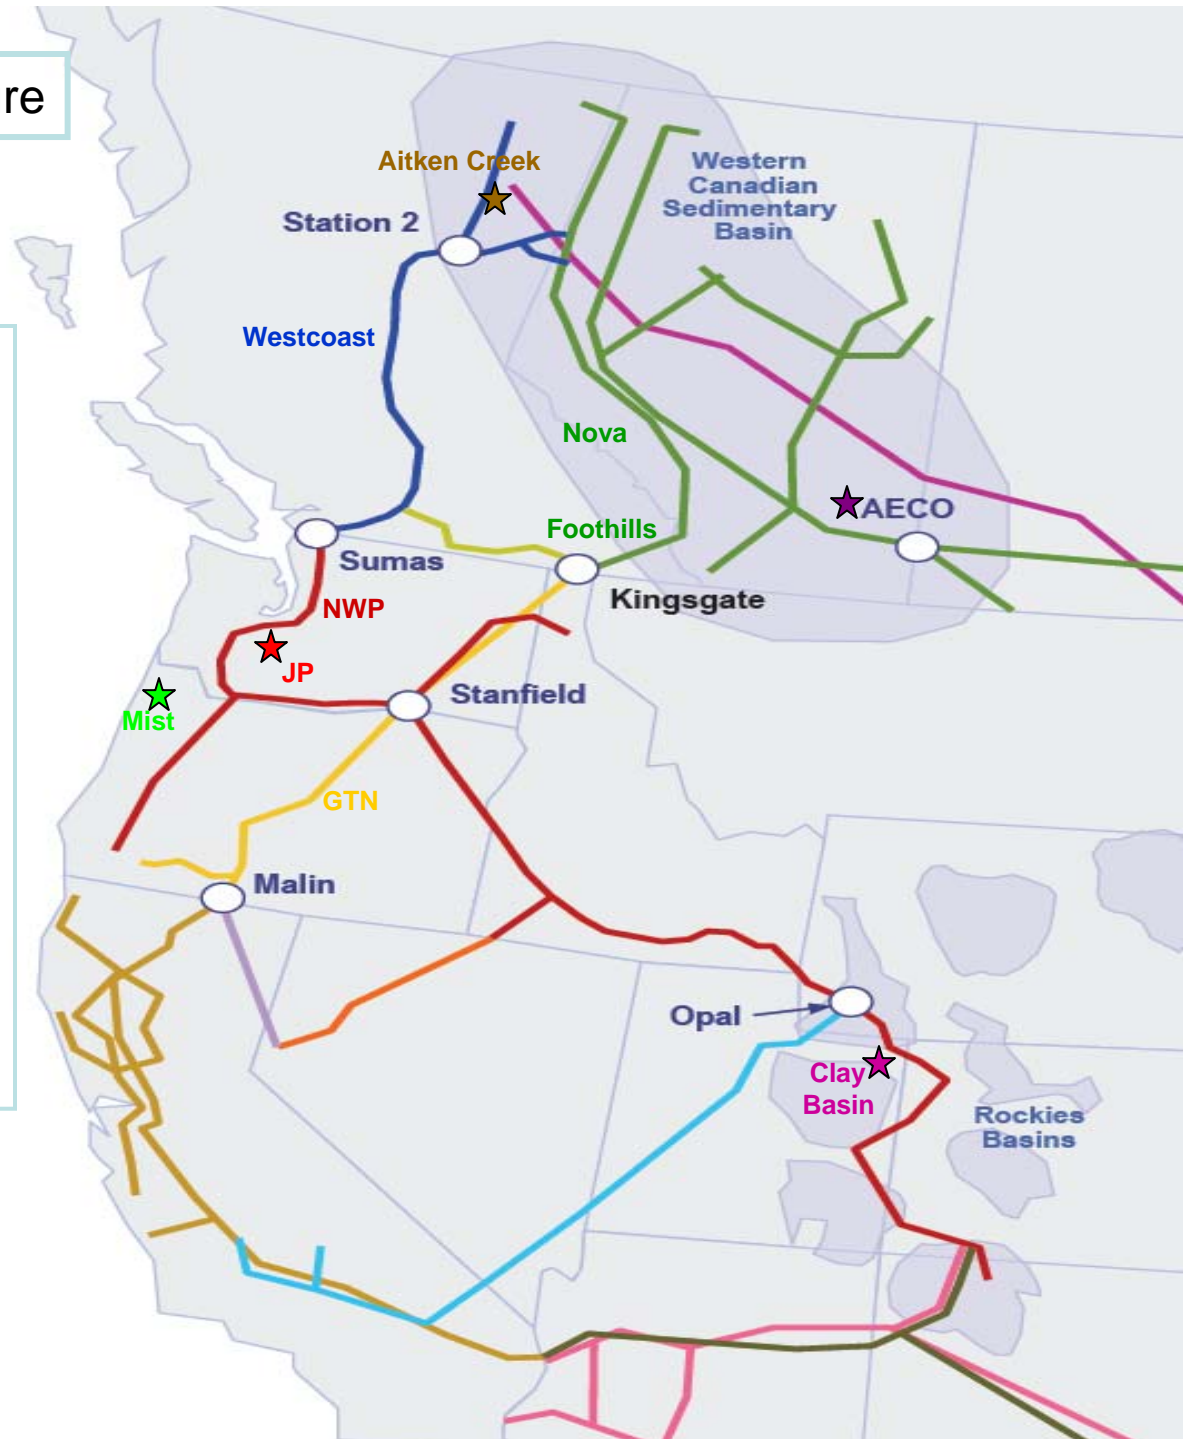 re
Aitken Creek
Western
Canadian
Sedimentary
Basin
Station 2
Westcoast
Nova
AECO
Foothills
Sumas
Kingsgate
NWP
JP
Stanfield
Mist
GTN
Malin
Opal
Clay
Basin
Rockies
Basins